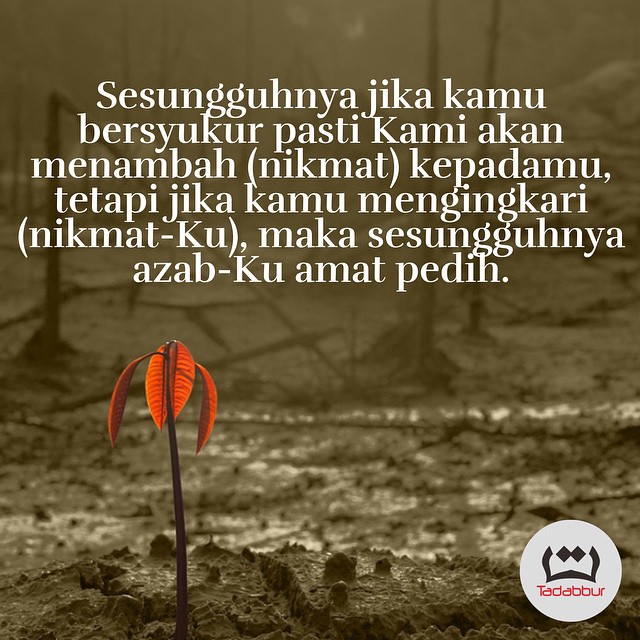 Sesungguhnya jika kamu
bersyukur pasti Kami akan
menambah (nikmat) kepadamu,
tetapi jika kamu mengingkari
(nikmat-Ku), maka sesungguhnya
azab-Ku amat pedih.
Tadabbur